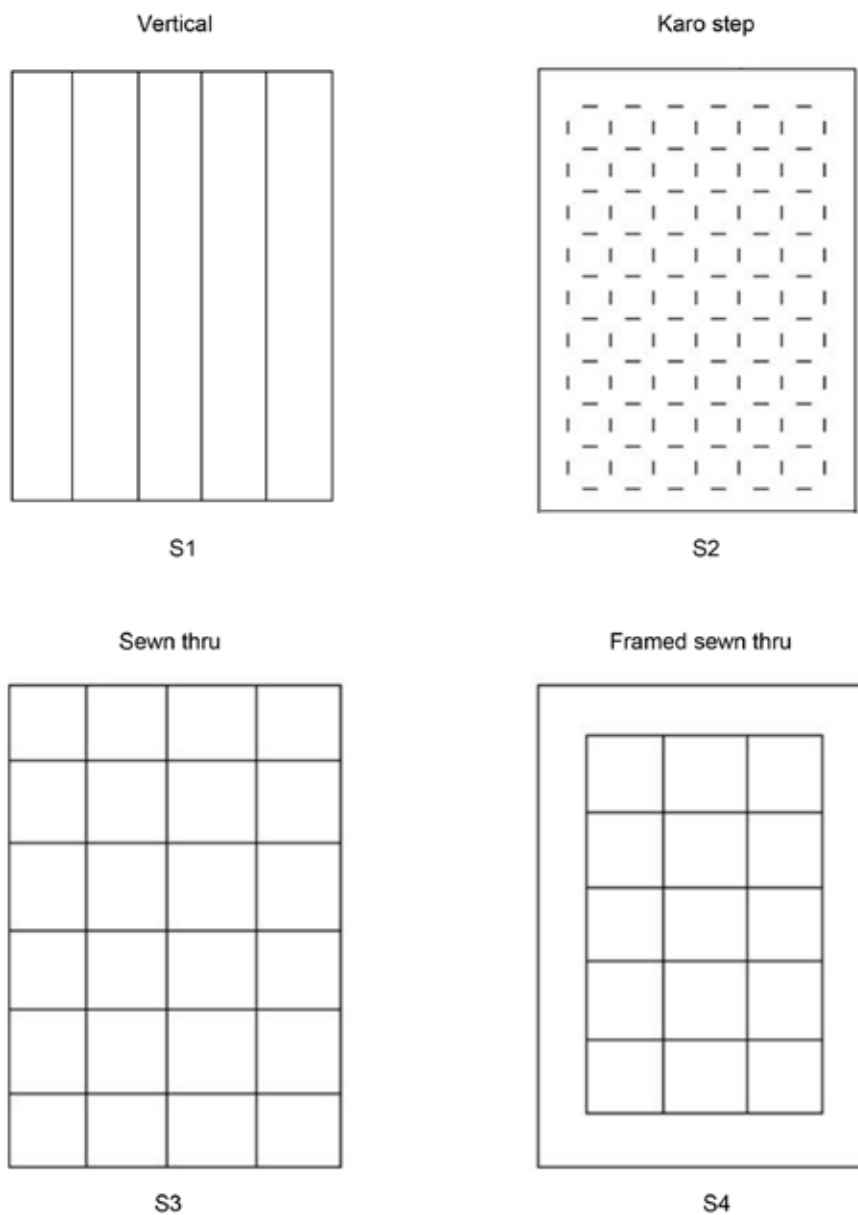 Vertical
Karo step
S1
S2
Sewn thru
Framed sewn thru
S3
S4